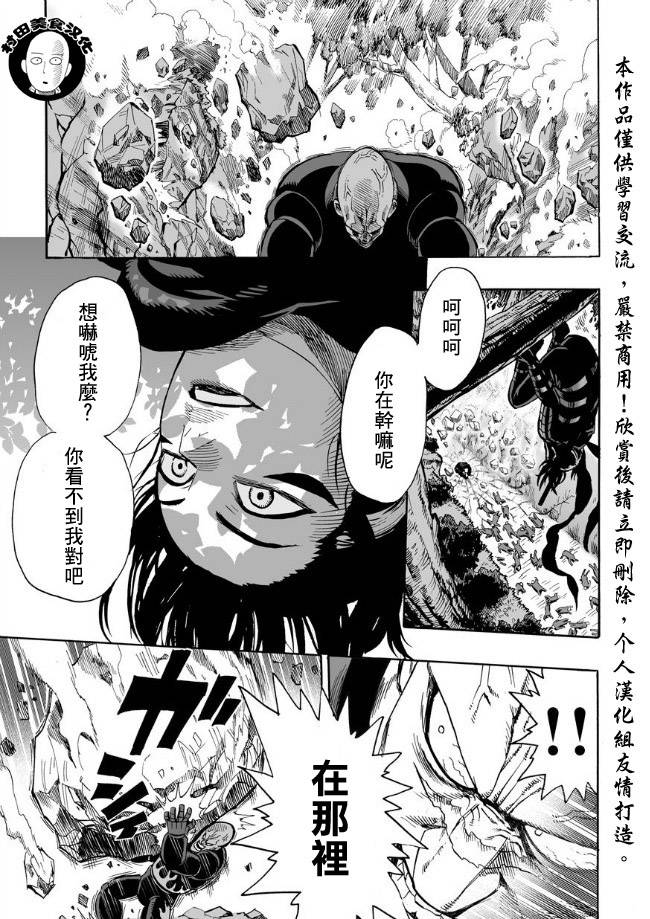 村田美食汉化
本作品僅供學習交流，嚴禁商用！欣賞後請立即刪除，个人漢化組友情打造。
呵呵呵
你在幹嘛呢
想嚇唬我麼？
你看不到我對吧
!!
在那裡
ガッ